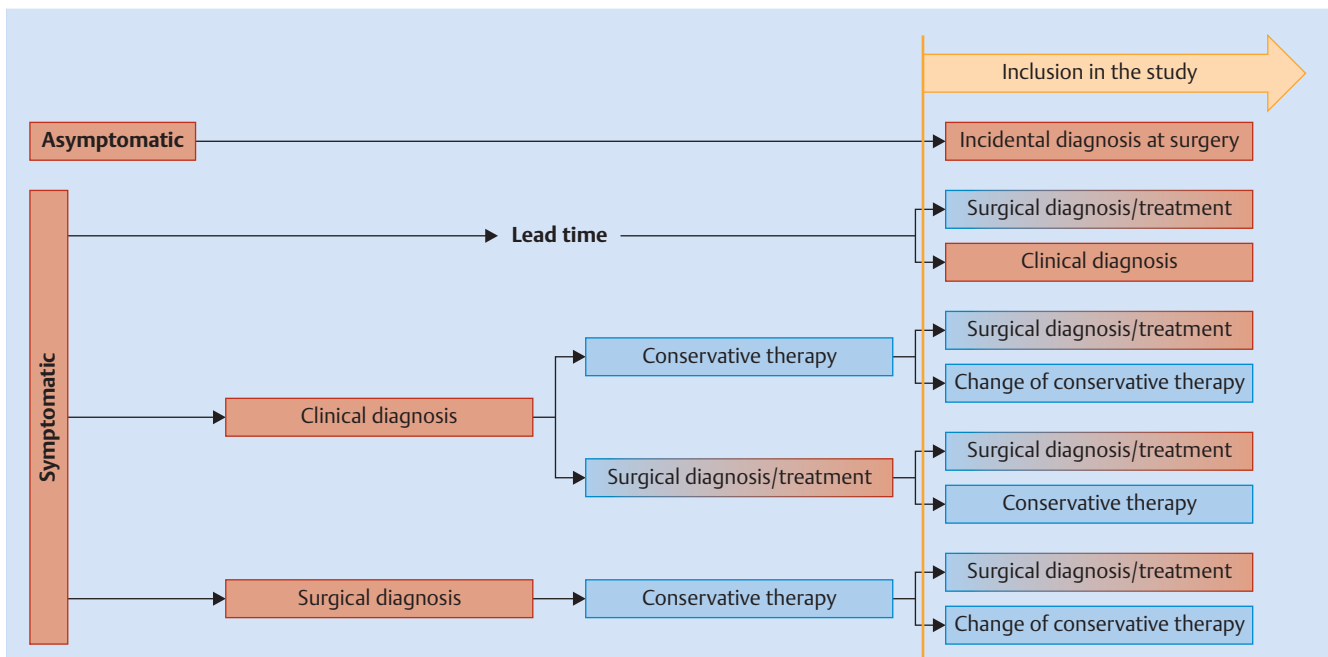 Inclusion in the study
Asymptomatic
Incidental diagnosis at surgery
Symptomatic
Lead time
Surgical diagnosis/treatment
Clinical diagnosis
Clinical diagnosis
Conservative therapy
Surgical diagnosis/treatment
Change of conservative therapy
Surgical diagnosis/treatment
Surgical diagnosis/treatment
Conservative therapy
Surgical diagnosis
Conservative therapy
Surgical diagnosis/treatment
Change of conservative therapy